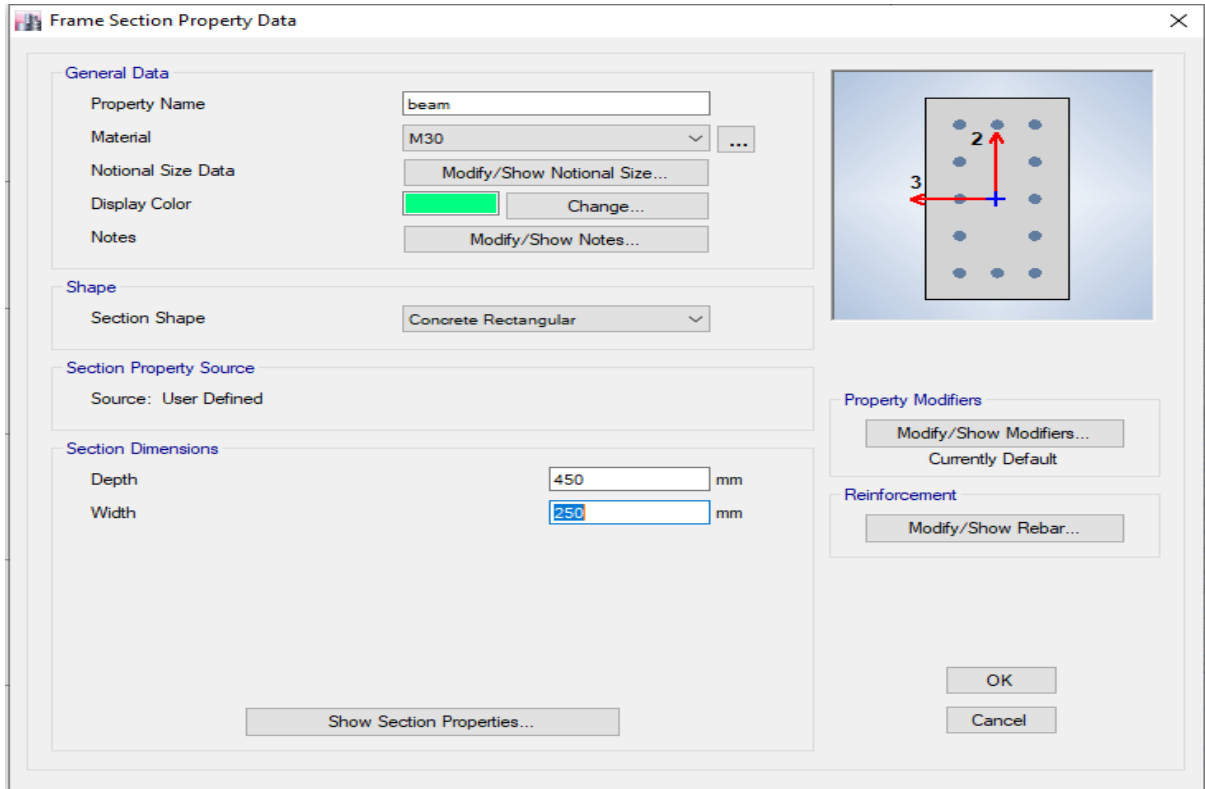 Frame Section Property Data
General Data
Property Name beam
Material M30 ...
Notional Size Data Modify/Show Notional Size...
Display Color Change...
Notes Modify/Show Notes...
Shape
Section Shape Concrete Rectangular
Section Property Source
Source: User Defined
Section Dimensions
Depth 450 mm
Width 250 mm
Show Section Properties...
2
3
Property Modifiers
Modify/Show Modifiers...
Currently Default
Reinforcement
Modify/Show Rebar...
OK
Cancel